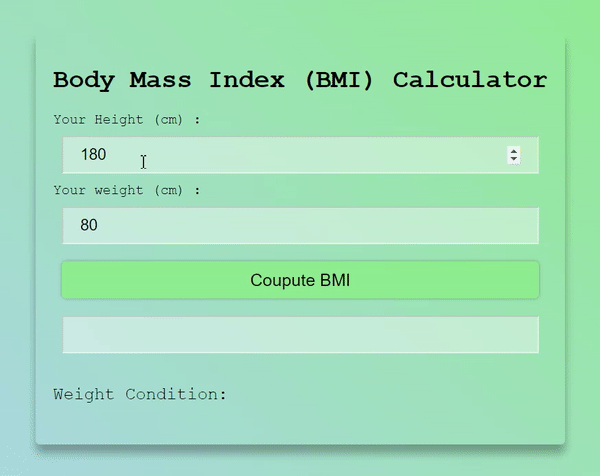 Body Mass Index (BMI) Calculator
Your Height (cm) :
180
Your weight (cm) :
80
Coupute BMI
Weight Condition: